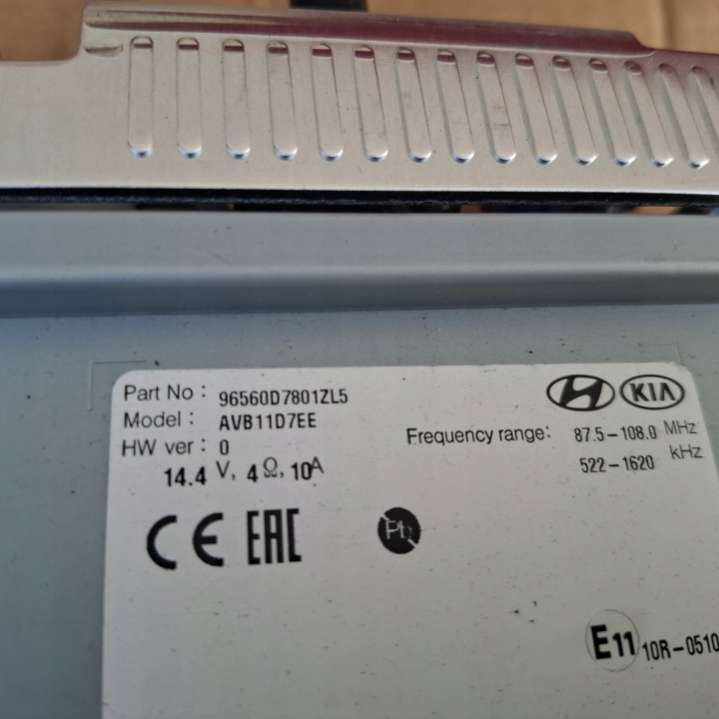 Part No : 96560D7801ZL5
Model : AVB11D7EE
HW ver : 0
14.4 V, 4 Ω, 10A
KIA
Frequency range: 87.5-108.0 MHz
522-1620 kHz
CE EAC Pb
E11 10R-0510